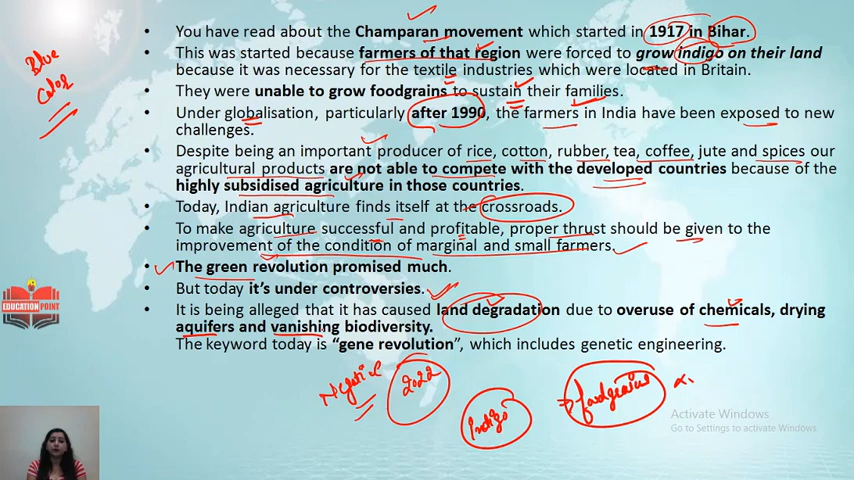 You have read about the Champaran movement which started in 1917 in Bihar.
This was started because farmers of that region were forced to grow indigo on their land
because it was necessary for the textile industries which were located in Britain.
They were unable to grow foodgrains to sustain their families.
Under globalisation, particularly after 1990, the farmers in India have been exposed to new
challenges.
Despite being an important producer of rice, cotton, rubber, tea, coffee, jute and spices our
agricultural products are not able to compete with the developed countries because of the
highly subsidised agriculture in those countries.
Today, Indian agriculture finds itself at the crossroads.
To make agriculture successful and profitable, proper thrust should be given to the
improvement of the condition of marginal and small farmers.
The green revolution promised much.
But today it's under controversies.
It is being alleged that it has caused land degradation due to overuse of chemicals, drying
aquifers and vanishing biodiversity.
The keyword today is “gene revolution”, which includes genetic engineering.
Blue
Color
EDUCATION POINT
Negative
2022
Indigo
foodgrains
Activate Windows
Go to Settings to activate Windows.